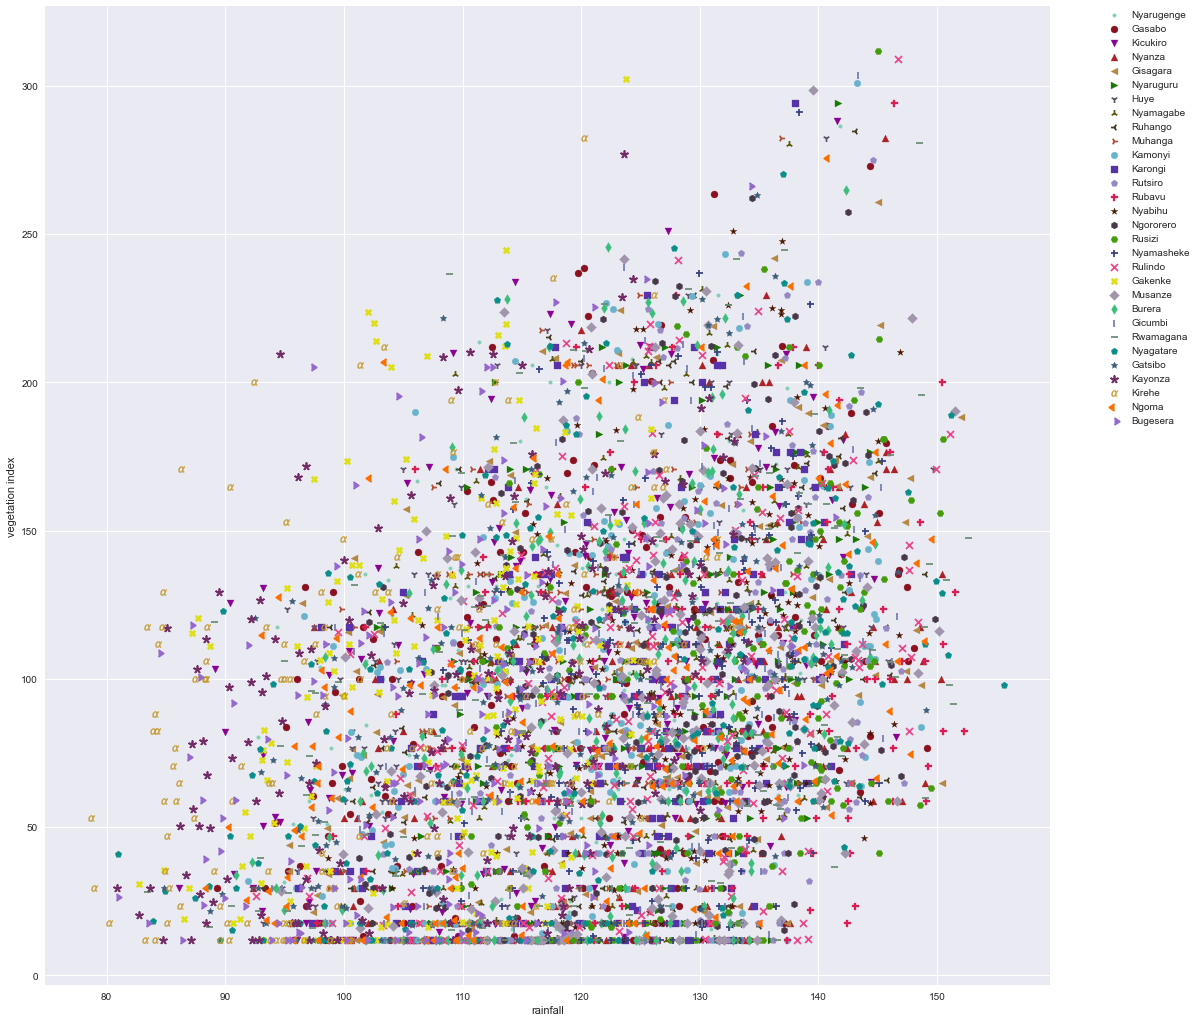 Nyarugenge
Gasabo
Kicukiro
Nyanza
Gisagara
Nyaruguru
Huye
Nyamagabe
Ruhango
Muhanga
Kamonyi
Karongi
Rutsiro
Rubavu
Nyabihu
Ngororero
Rusizi
Nyamasheke
Rulindo
Gakenke
Musanze
Burera
Gicumbi
Rwamagana
Nyagatare
Gatsibo
Kayonza
Kirehe
Ngoma
Bugesera
300
250
200
150
100
50
0
vegetation index
80 90 100 110 120 130 140 150
rainfall